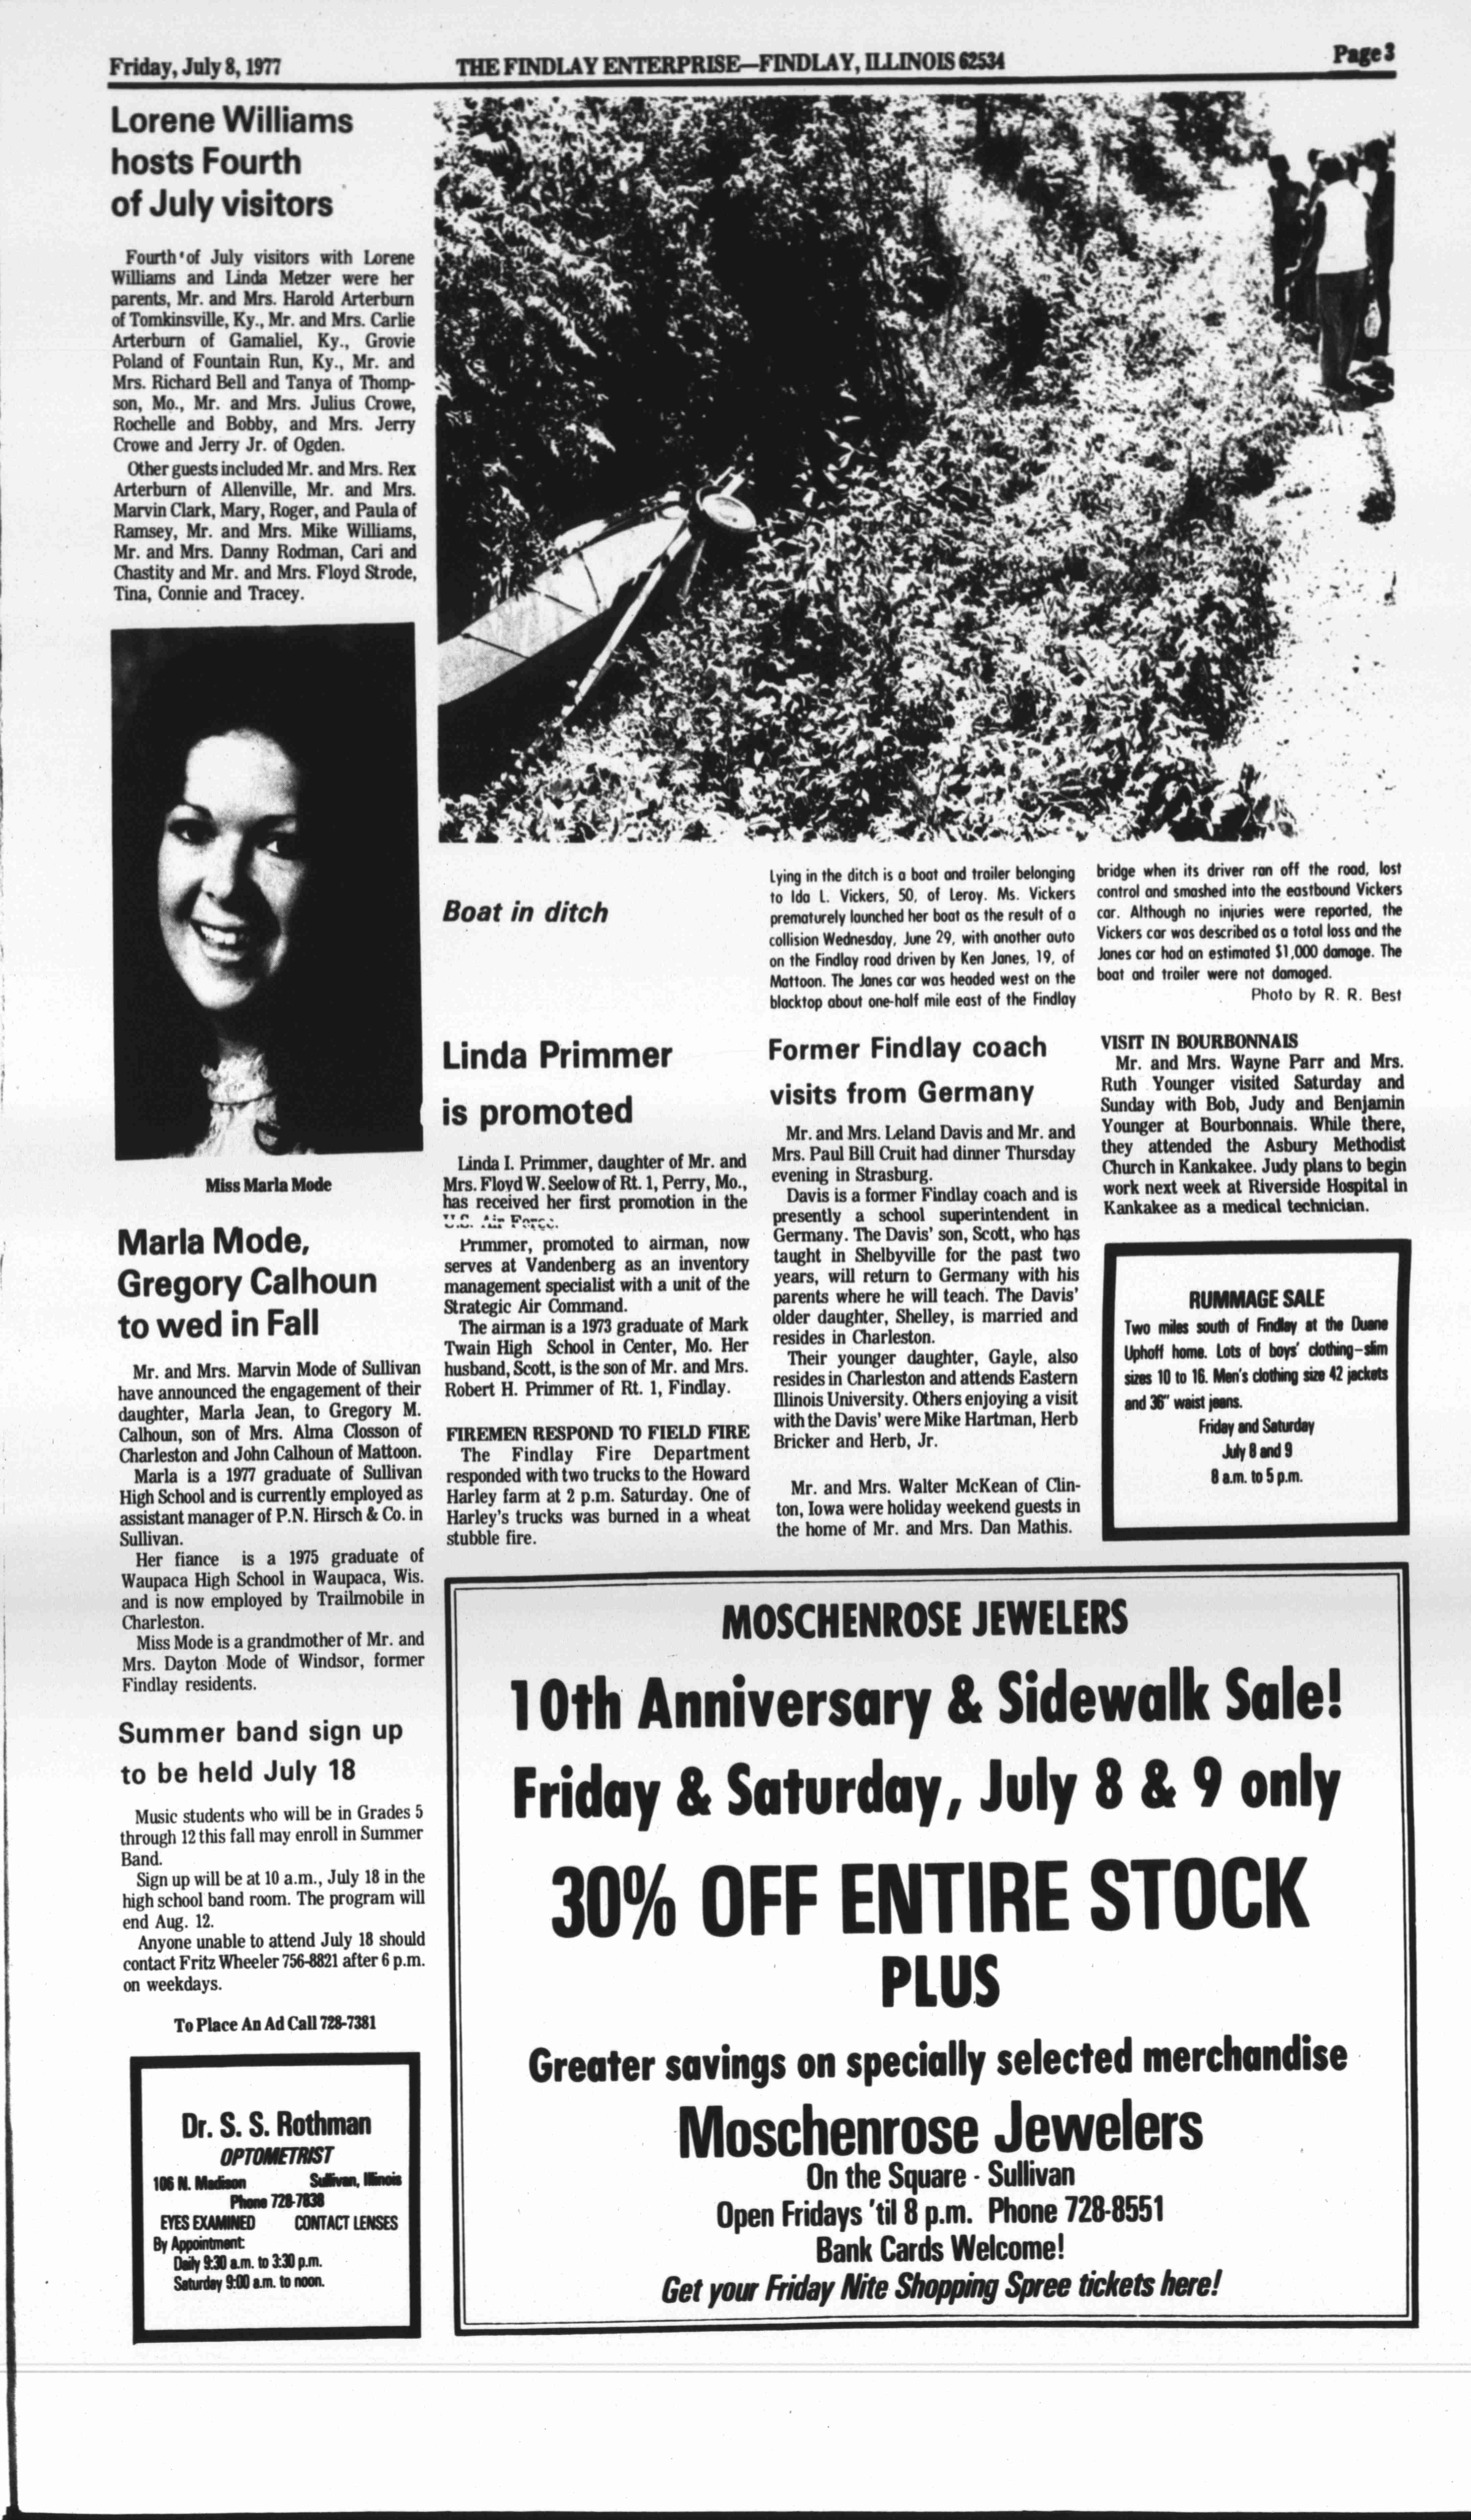 Friday, July 8, 1977
THE FINDLAY ENTERPRISE—FINDLAY, ILLINOIS 62534
Page 3
Lorene Williams
hosts Fourth
of July visitors
Fourth of July visitors with Lorene
Williams and Linda Metzer were her
parents, Mr. and Mrs. Harold Arterburn
of Tomkinsville, Ky., Mr. and Mrs. Carlie
Arterburn of Gamaliel, Ky., Grovie
Poland of Fountain Run, Ky., Mr. and
Mrs. Richard Bell and Tanya of Thomp-
son, Mo., Mr. and Mrs. Julius Crowe,
Rochelle and Bobby, and Mrs. Jerry
Crowe and Jerry Jr. of Ogden.
Other guests included Mr. and Mrs. Rex
Arterburn of Allenville, Mr. and Mrs.
Marvin Clark, Mary, Roger, and Paula of
Ramsey, Mr. and Mrs. Mike Williams,
Mr. and Mrs. Danny Rodman, Cari and
Chastity and Mr. and Mrs. Floyd Strode,
Tina, Connie and Tracey.
Miss Marla Mode
Marla Mode,
Gregory Calhoun
to wed in Fall
Mr. and Mrs. Marvin Mode of Sullivan
have announced the engagement of their
daughter, Marla Jean, to Gregory M.
Calhoun, son of Mrs. Alma Closson of
Charleston and John Calhoun of Mattoon.
Marla is a 1977 graduate of Sullivan
High School and is currently employed as
assistant manager of P.N. Hirsch & Co. in
Sullivan.
Her fiance is a 1975 graduate of
Waupaca High School in Waupaca, Wis.
and is now employed by Trailmobile in
Charleston.
Miss Mode is a grandmother of Mr. and
Mrs. Dayton Mode of Windsor, former
Findlay residents.
Summer band sign up
to be held July 18
Music students who will be in Grades 5
through 12 this fall may enroll in Summer
Band.
Sign up will be at 10 a.m., July 18 in the
high school band room. The program will
end Aug. 12.
Anyone unable to attend July 18 should
contact Fritz Wheeler 756-8821 after 6 p.m.
on weekdays.
To Place An Ad Call 728-7381
Dr. S. S. Rothman
OPTOMETRIST
106 N. Madison Sullivan, Illinois
Phone 728-7838
EYES EXAMINED CONTACT LENSES
By Appointment:
Daily 9:30 a.m. to 3:30 p.m.
Saturday 9:00 a.m. to noon.
Boat in ditch
Lying in the ditch is a boat and trailer belonging
to Ida L. Vickers, 50, of Leroy. Ms. Vickers
prematurely launched her boat as the result of a
collision Wednesday, June 29, with another auto
on the Findlay road driven by Ken Janes, 19, of
Mattoon. The Janes car was headed west on the
blacktop about one-half mile east of the Findlay
bridge when its driver ran off the road, lost
control and smashed into the eastbound Vickers
car. Although no injuries were reported, the
Vickers car was described as a total loss and the
Janes car had an estimated $1,000 damage. The
boat and trailer were not damaged.
Photo by R. R. Best
Linda Primmer
is promoted
Linda I. Primmer, daughter of Mr. and
Mrs. Floyd W. Seelow of Rt. 1, Perry, Mo.,
has received her first promotion in the
U.S. Air Force.
Primmer, promoted to airman, now
serves at Vandenberg as an inventory
management specialist with a unit of the
Strategic Air Command.
The airman is a 1973 graduate of Mark
Twain High School in Center, Mo. Her
husband, Scott, is the son of Mr. and Mrs.
Robert H. Primmer of Rt. 1, Findlay.
FIREMEN RESPOND TO FIELD FIRE
The Findlay Fire Department
responded with two trucks to the Howard
Harley farm at 2 p.m. Saturday. One of
Harley's trucks was burned in a wheat
stubble fire.
Former Findlay coach
visits from Germany
Mr. and Mrs. Leland Davis and Mr. and
Mrs. Paul Bill Cruit had dinner Thursday
evening in Strasburg.
Davis is a former Findlay coach and is
presently a school superintendent in
Germany. The Davis' son, Scott, who has
taught in Shelbyville for the past two
years, will return to Germany with his
parents where he will teach. The Davis'
older daughter, Shelley, is married and
resides in Charleston.
Their younger daughter, Gayle, also
resides in Charleston and attends Eastern
Illinois University. Others enjoying a visit
with the Davis' were Mike Hartman, Herb
Bricker and Herb, Jr.
Mr. and Mrs. Walter McKean of Clin-
ton, Iowa were holiday weekend guests in
the home of Mr. and Mrs. Dan Mathis.
VISIT IN BOURBONNAIS
Mr. and Mrs. Wayne Parr and Mrs.
Ruth Younger visited Saturday and
Sunday with Bob, Judy and Benjamin
Younger at Bourbonnais. While there,
they attended the Asbury Methodist
Church in Kankakee. Judy plans to begin
work next week at Riverside Hospital in
Kankakee as a medical technician.
RUMMAGE SALE
Two miles south of Findlay at the Duane
Uphoff home. Lots of boys' clothing—slim
sizes 10 to 16. Men's clothing size 42 jackets
and 36" waist jeans.
Friday and Saturday
July 8 and 9
8 a.m. to 5 p.m.
MOSCHENROSE JEWELERS
10th Anniversary & Sidewalk Sale!
Friday & Saturday, July 8 & 9 only
30% OFF ENTIRE STOCK
PLUS
Greater savings on specially selected merchandise
Moschenrose Jewelers
On the Square - Sullivan
Open Fridays 'til 8 p.m. Phone 728-8551
Bank Cards Welcome!
Get your Friday Nite Shopping Spree tickets here!